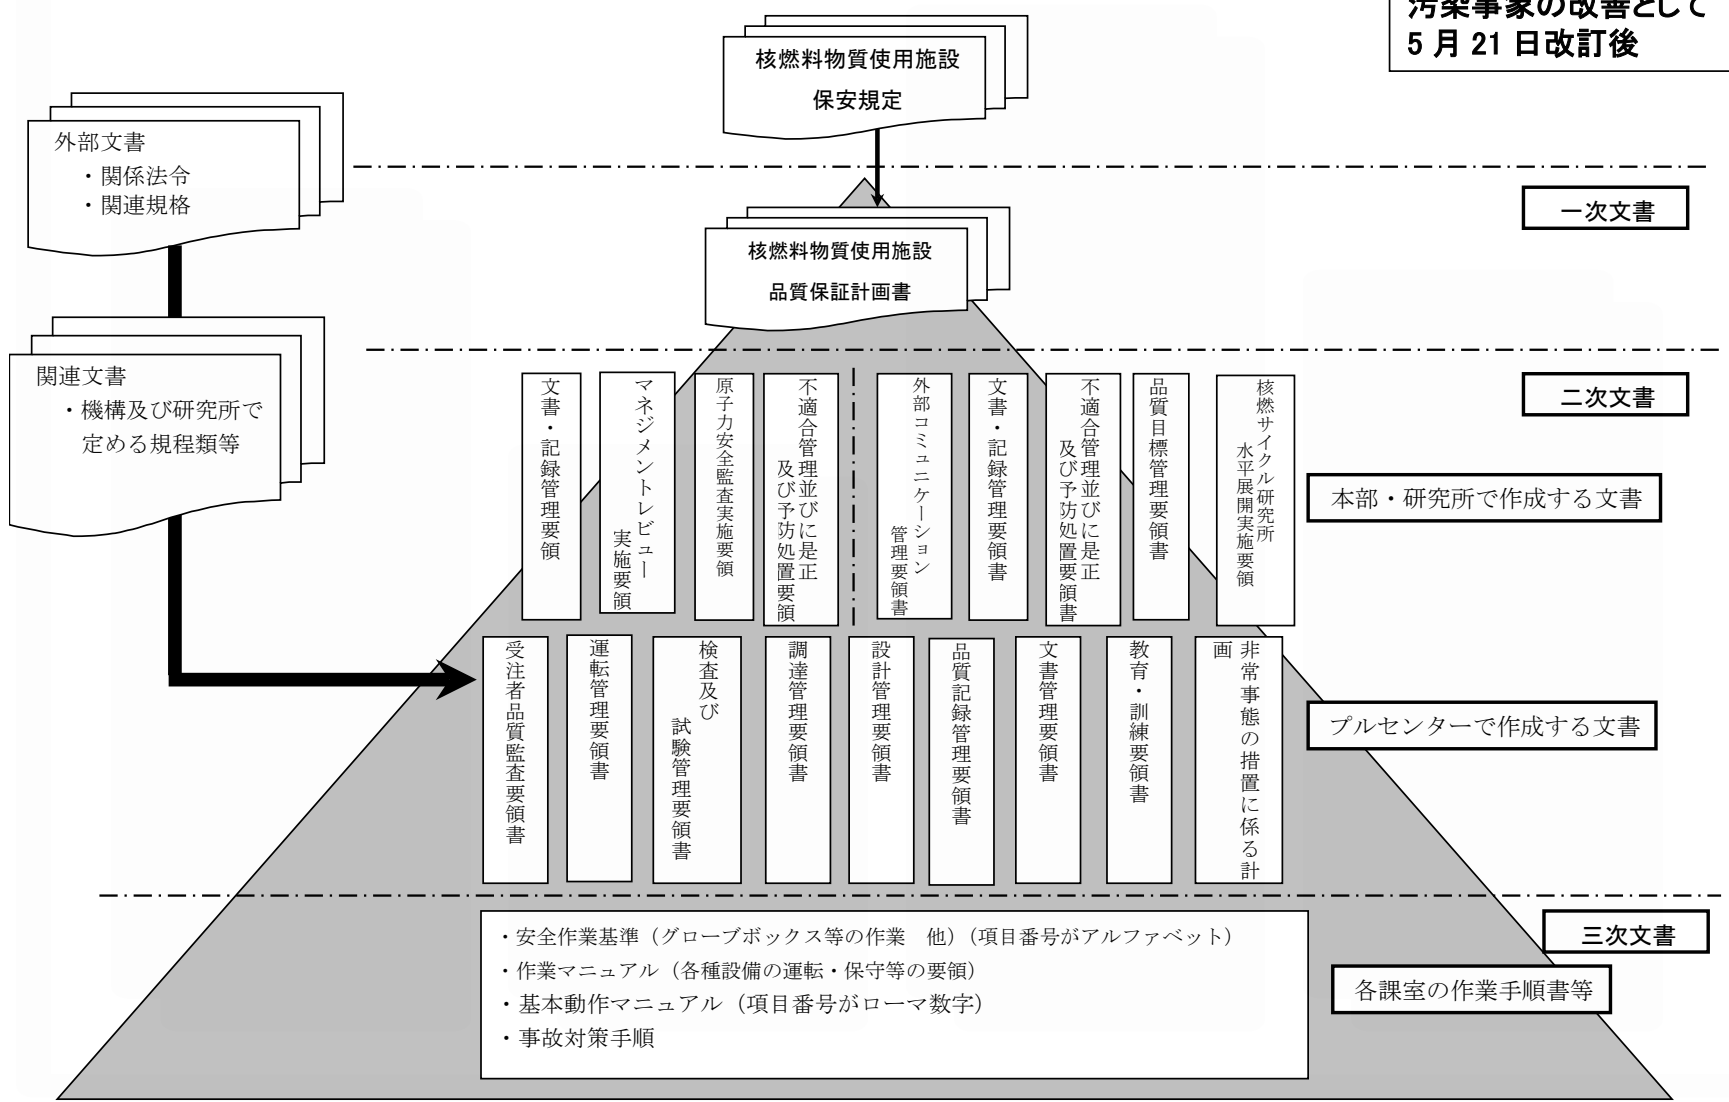 汚染事家の改善として
5 月 21 日改訂後
核燃料物質使用施設
保安規定
外部文書
・関係法令
・関連規格
一次文書
核燃料物質使用施設
品質保証計画書
関連文書
・機構及び研究所で
定める規程類等
二次文書
文書・記録管理要領
マネジメントレビュー
実施要領
原子力安全監査実施要領
不適合管理並びに是正
及び予防処置要領
外部コミュニケーション
管理要領書
文書・記録管理要領書
不適合管理並びに是正
及び予防処置要領書
品質目標管理要領書
核燃サイクル研究所
水平展開実施要領
本部・研究所で作成する文書
受注者品質監査要領書
運転管理要領書
検査及び
試験管理要領書
調達管理要領書
設計管理要領書
品質記録管理要領書
文書管理要領書
教育・訓練要領書
非常事態の措置に係る計
画
プルセンターで作成する文書
三次文書
・安全作業基準（グローブボックス等の作業　他）（項目番号がアルファベット）
・作業マニュアル（各種設備の運転・保守等の要領）
・基本動作マニュアル（項目番号がローマ数字）
・事故対策手順
各課室の作業手順書等